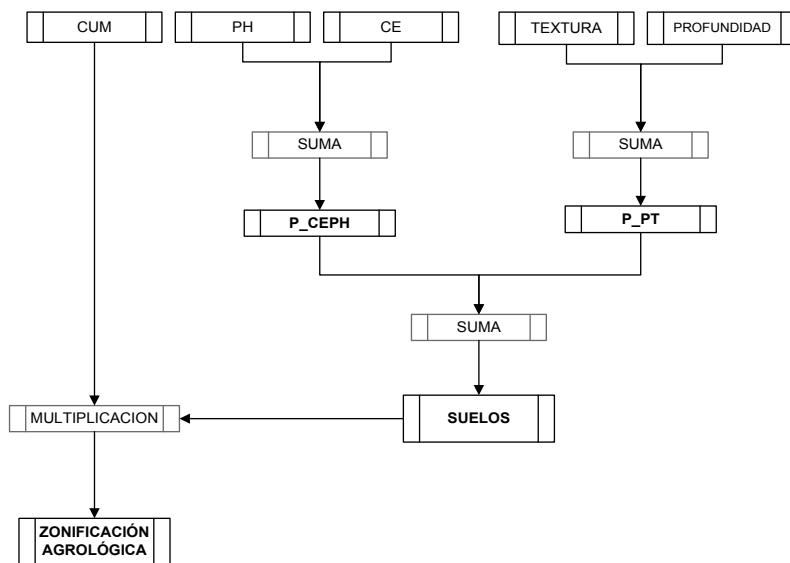 CUM
PH
CE
TEXTURA
PROFUNDIDAD
SUMA
SUMA
P_CEPH
P_PT
SUMA
MULTIPLICACION
SUELOS
ZONIFICACIÓN
AGROLÓGICA